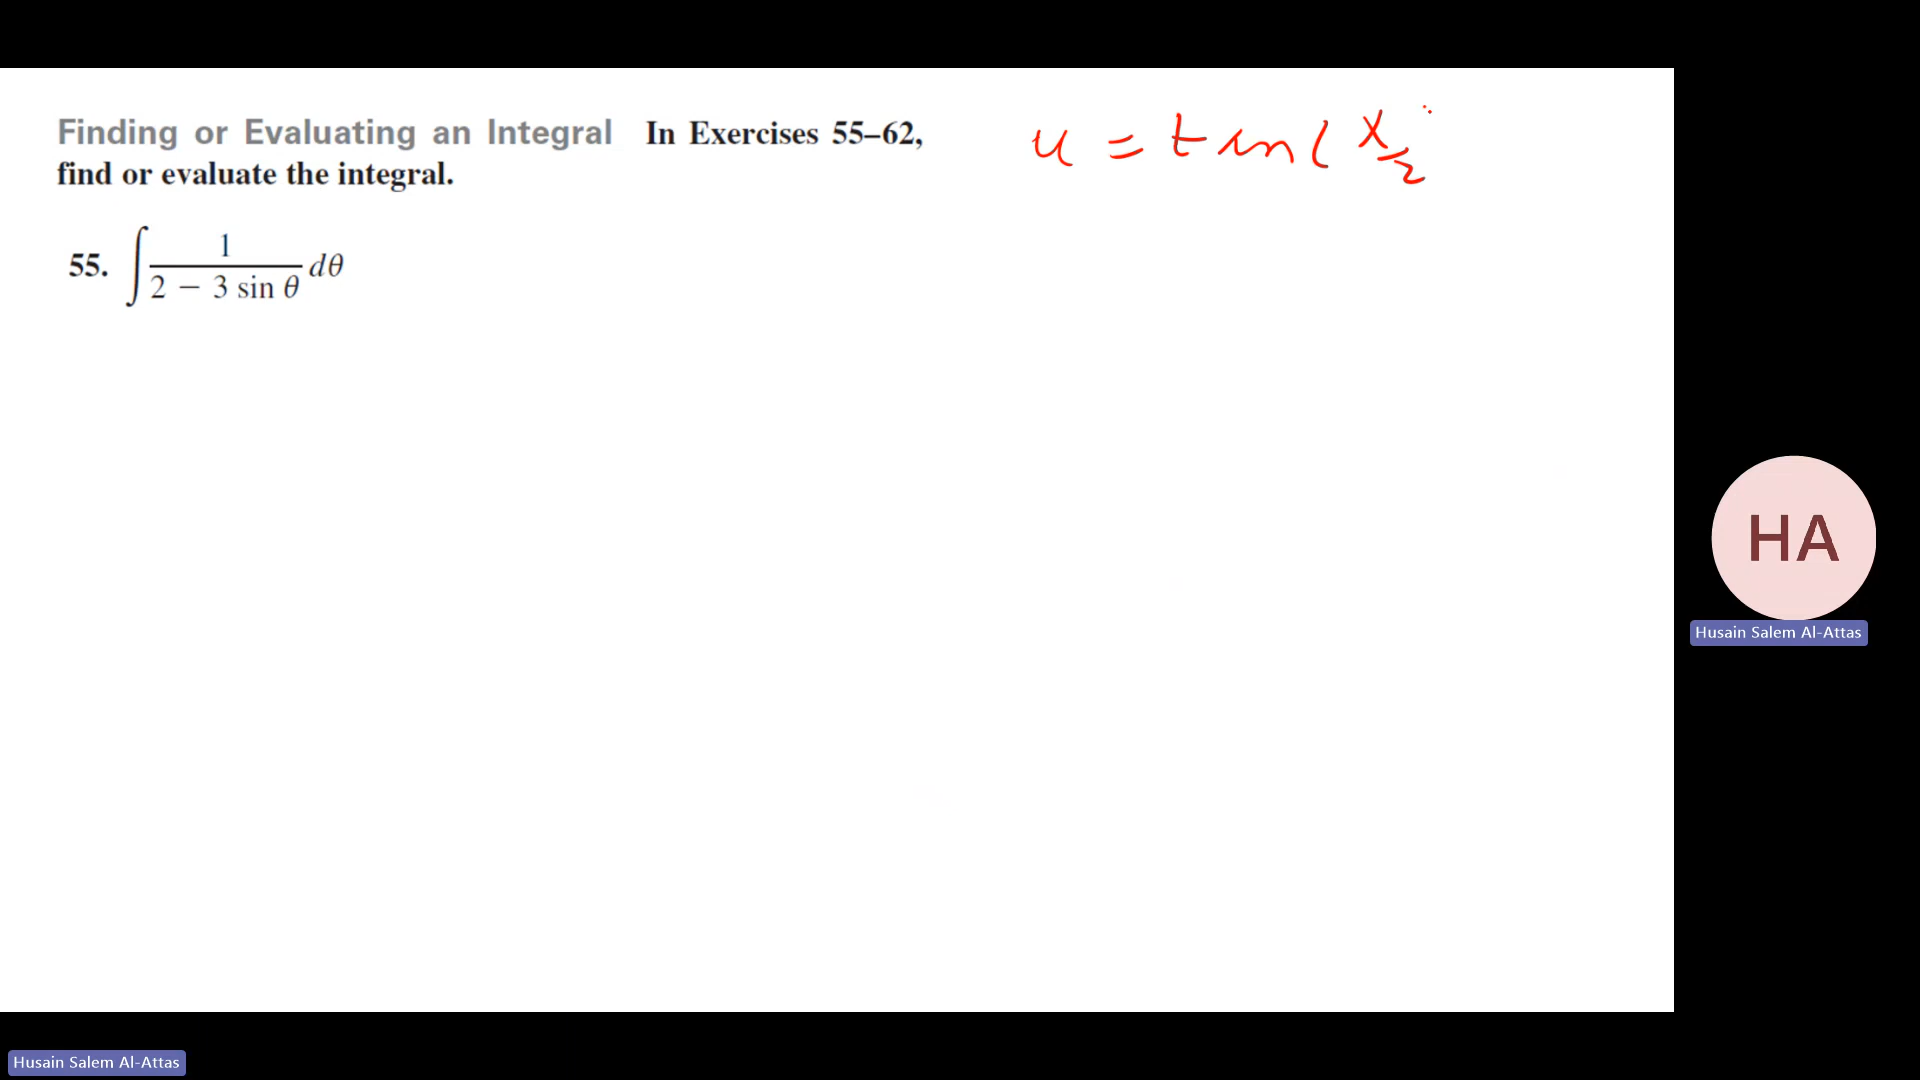 Finding or Evaluating an Integral In Exercises 55–62,
find or evaluate the integral.
u = tan( x/2
55. ∫ 1/(2 − 3 sin θ) dθ
HA
Husain Salem Al-Attas
Husain Salem Al-Attas